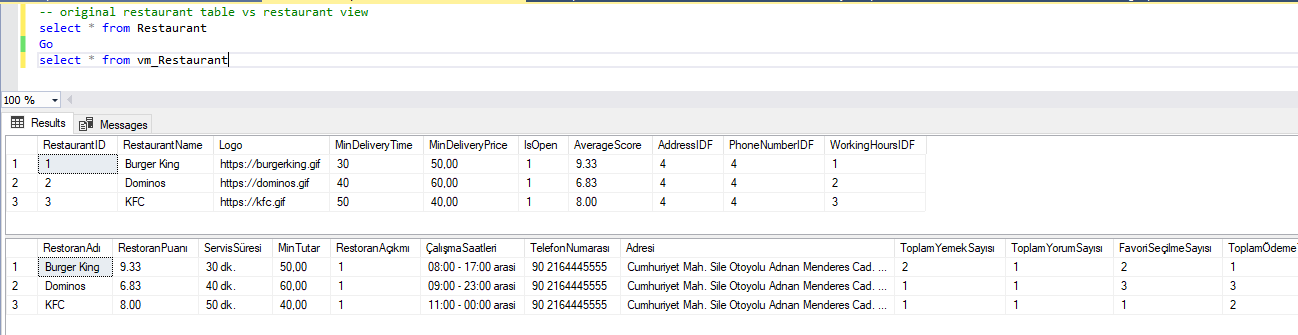 -- original restaurant table vs restaurant view
select * from Restaurant
Go
select * from vm_Restaurant
100 %
Results Messages
RestaurantID RestaurantName Logo MinDeliveryTime MinDeliveryPrice IsOpen AverageScore AddressIDF PhoneNumberIDF WorkingHoursIDF
1 1 Burger King https://burgerking.gif 30 50,00 1 9.33 4 4 1
2 2 Dominos https://dominos.gif 40 60,00 1 6.83 4 4 2
3 3 KFC https://kfc.gif 50 40,00 1 8.00 4 4 3
RestoranAdı RestoranPuanı ServisSüresi MinTutar RestoranAçıkmı ÇalışmaSaatleri TelefonNumarası Adresi ToplamYemekSayısı ToplamYorumSayısı FavoriSeçilmeSayısı ToplamÖdeme
1 Burger King 9.33 30 dk. 50,00 1 08:00 - 17:00 arasi 90 2164445555 Cumhuriyet Mah. Sile Otoyolu Adnan Menderes Cad. ... 2 1 2 1
2 Dominos 6.83 40 dk. 60,00 1 09:00 - 23:00 arasi 90 2164445555 Cumhuriyet Mah. Sile Otoyolu Adnan Menderes Cad. ... 1 1 3 3
3 KFC 8.00 50 dk. 40,00 1 11:00 - 00:00 arasi 90 2164445555 Cumhuriyet Mah. Sile Otoyolu Adnan Menderes Cad. ... 1 1 1 2